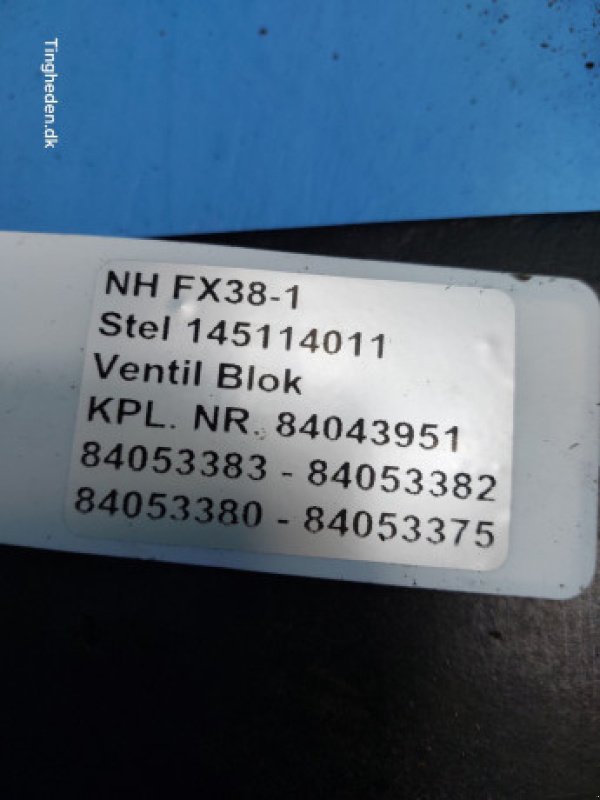 Tingheden.dk
NH FX38-1
Stel 145114011
Ventil Blok
KPL. NR. 84043951
84053383 - 84053382
84053380 - 84053375